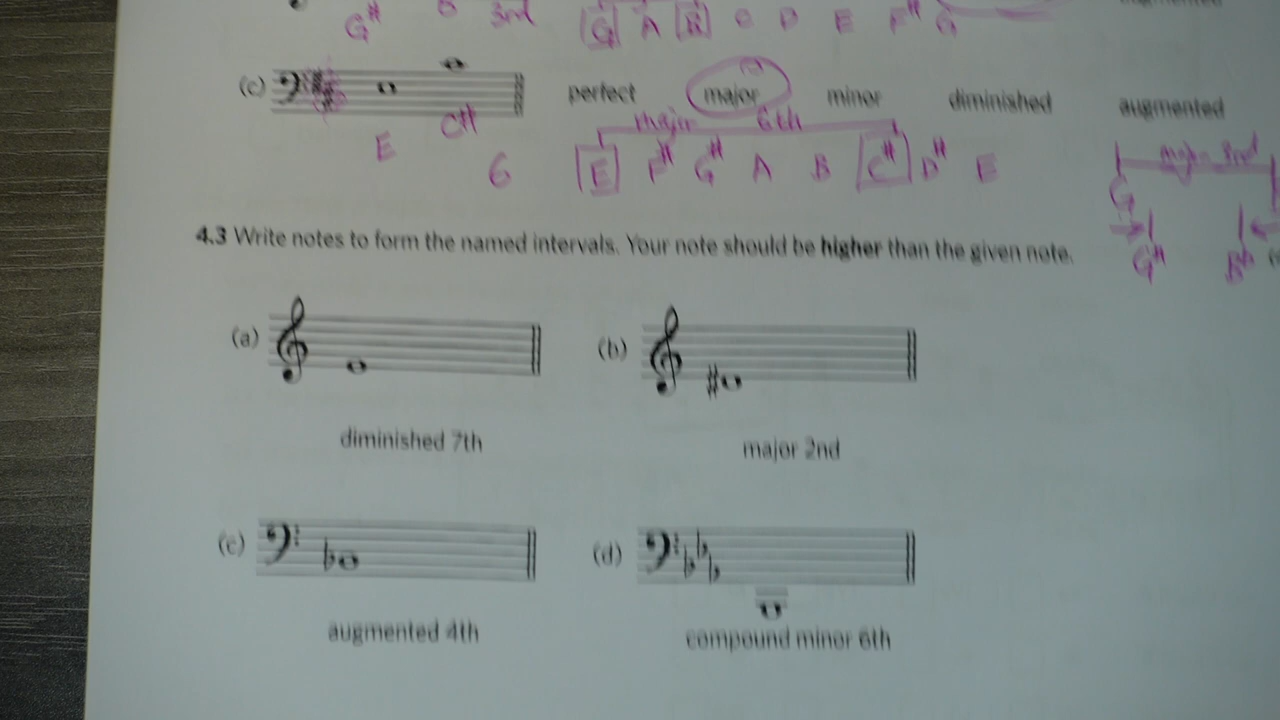 G# B 3rd [G] A [B] C D E F# G
(c) perfect major minor diminished augmented
E C# major 6th
6 [E] F# G# A B [C#] D# E
major 3rd
G
G# Bb
4.3 Write notes to form the named intervals. Your note should be higher than the given note.
(a) (b)
diminished 7th major 2nd
(c) (d)
augmented 4th compound minor 6th